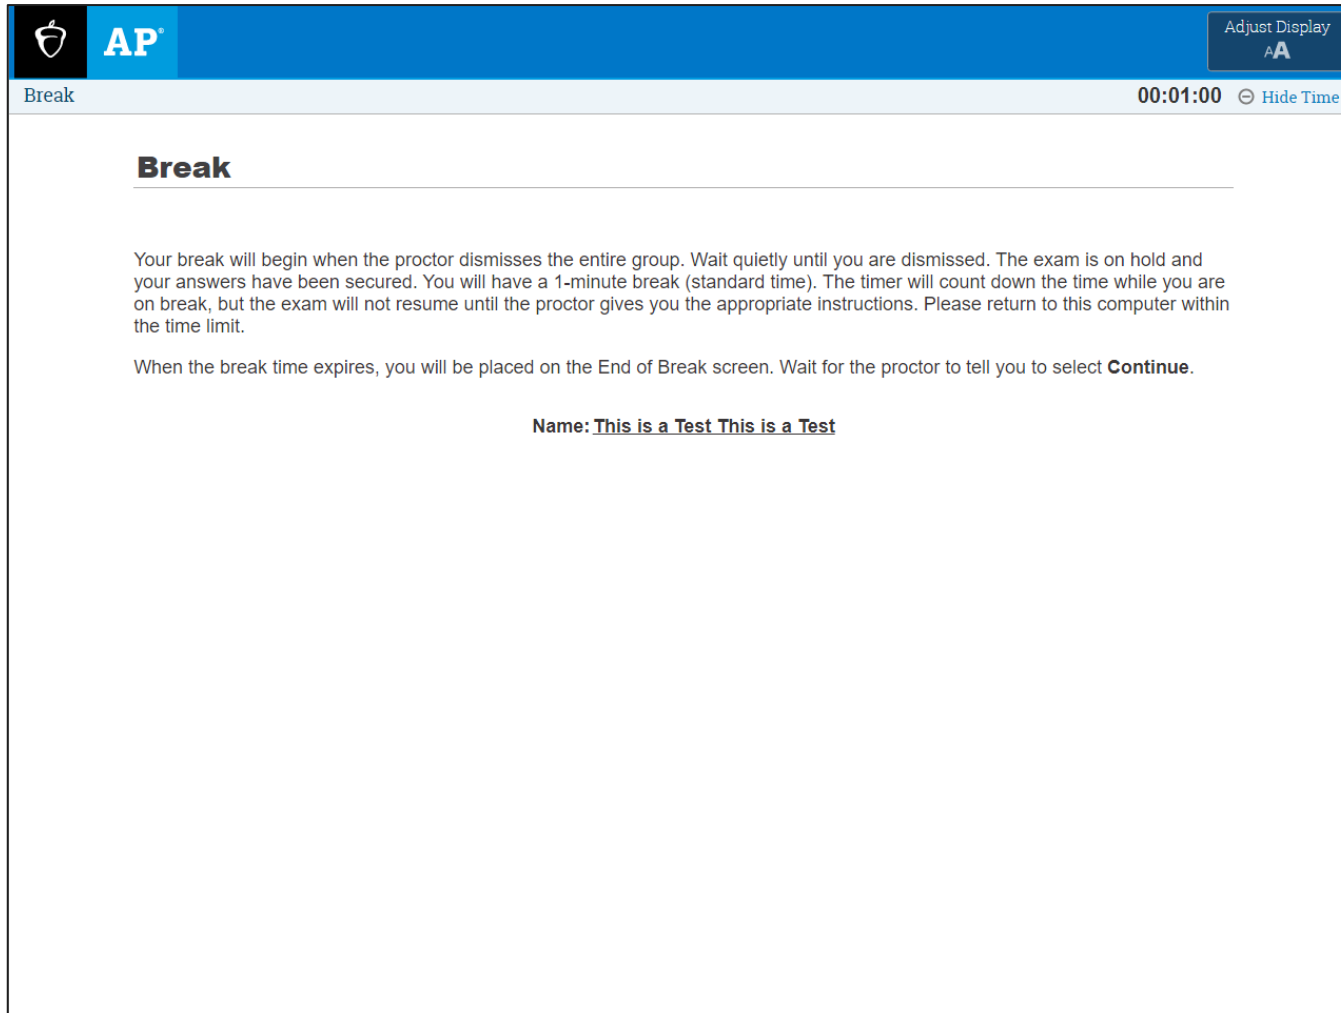 AP®
Adjust Display
AA
Break
00:01:00 Hide Time
Break
Your break will begin when the proctor dismisses the entire group. Wait quietly until you are dismissed. The exam is on hold and
your answers have been secured. You will have a 1-minute break (standard time). The timer will count down the time while you are
on break, but the exam will not resume until the proctor gives you the appropriate instructions. Please return to this computer within
the time limit.
When the break time expires, you will be placed on the End of Break screen. Wait for the proctor to tell you to select Continue.
Name: This is a Test This is a Test